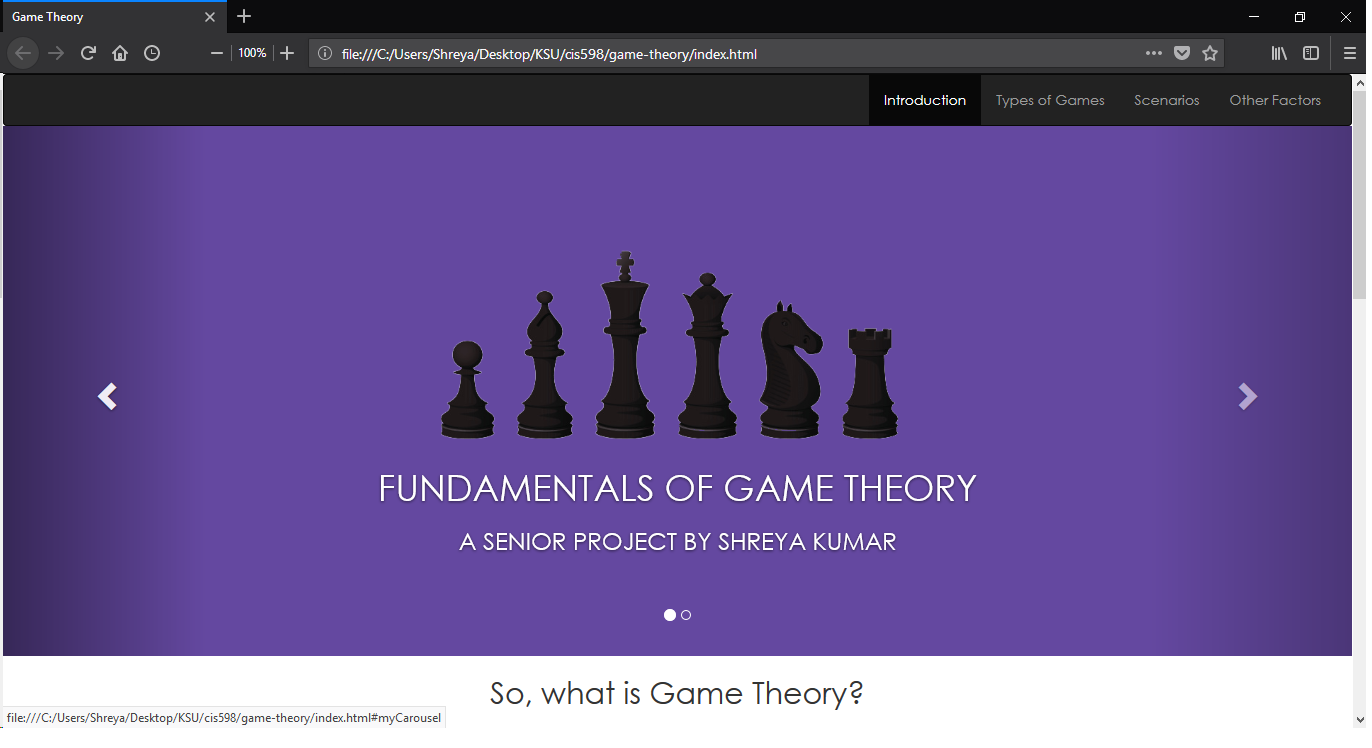 Game Theory
100%
file:///C:/Users/Shreya/Desktop/KSU/cis598/game-theory/index.html
Introduction Types of Games Scenarios Other Factors
FUNDAMENTALS OF GAME THEORY
A SENIOR PROJECT BY SHREYA KUMAR
So, what is Game Theory?
file:///C:/Users/Shreya/Desktop/KSU/cis598/game-theory/index.html#myCarousel